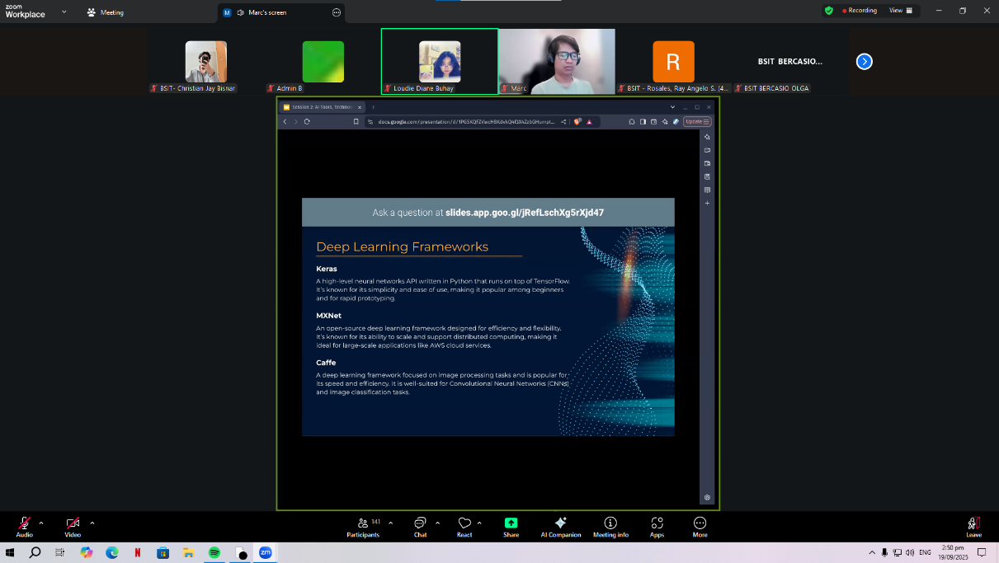 zoom
Workplace
Meeting
M
Marc's screen
Recording
View
BSIT- Christian Jay Bisnar
Admin B
Loudie Diane Buhay
Marc
R
BSIT - Rosales, Ray Angelo S. (4...
BSIT BERCASIO...
BSIT BERCASIO OLGA
Session 2: AI Tools, Technolo
Update
Ask a question at slides.app.goo.gl/jRefLschXg5rXjd47
Deep Learning Frameworks
Keras
A high-level neural networks API written in Python that runs on top of TensorFlow.
It's known for its simplicity and ease of use, making it popular among beginners
and for rapid prototyping.
MXNet
An open-source deep learning framework designed for efficiency and flexibility.
It's known for its ability to scale and support distributed computing, making it
ideal for large-scale applications like AWS cloud services.
Caffe
A deep learning framework focused on image processing tasks and is popular for
its speed and efficiency. It is well-suited for Convolutional Neural Networks (CNNs)
and image classification tasks.
Audio
Video
141
Participants
Chat
React
Share
AI Companion
Meeting info
Apps
More
Leave
N
zm
ENG
2:50 pm
19/09/2025